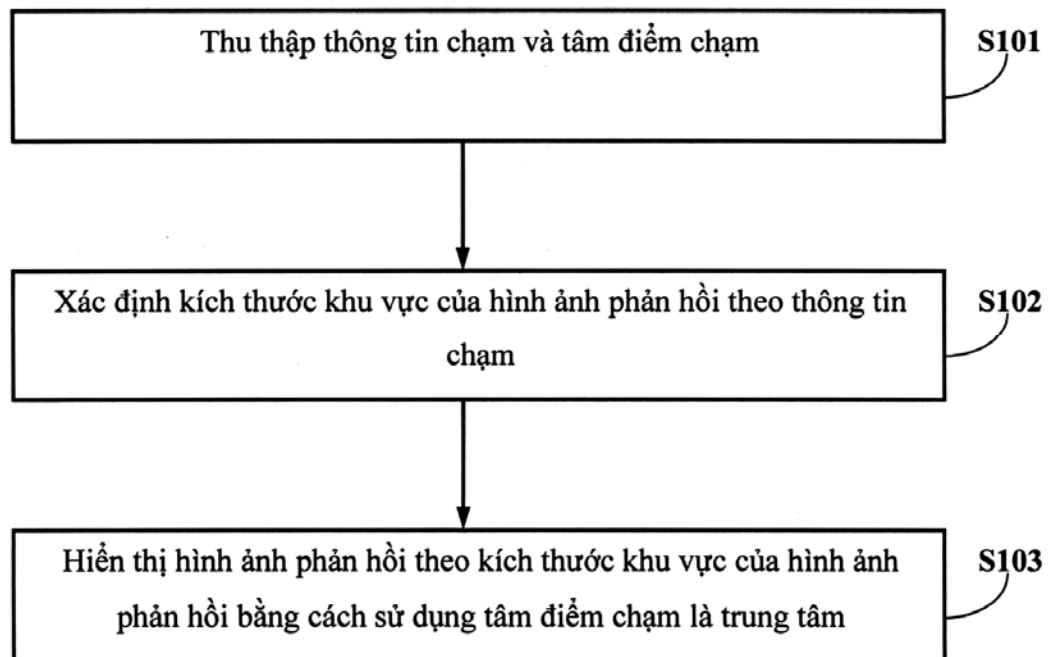 Thu thập thông tin chạm và tâm điểm chạm
S101
Xác định kích thước khu vực của hình ảnh phản hồi theo thông tin
chạm
S102
Hiển thị hình ảnh phản hồi theo kích thước khu vực của hình ảnh
phản hồi bằng cách sử dụng tâm điểm chạm là trung tâm
S103